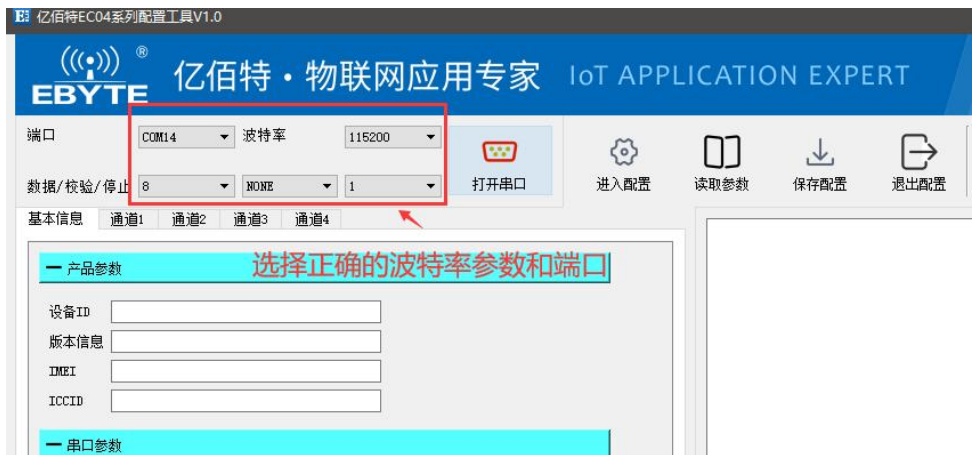 亿佰特EC04系列配置工具V1.0
((())) ®
EBYTE 亿佰特·物联网应用专家 IoT APPLICATION EXPERT
端口 COM14 波特率 115200
数据/校验/停止 8 NONE 1
打开串口 进入配置 读取参数 保存配置 退出配置
基本信息 通道1 通道2 通道3 通道4
选择正确的波特率参数和端口
一 产品参数
设备ID
版本信息
IMEI
ICCID
一 串口参数